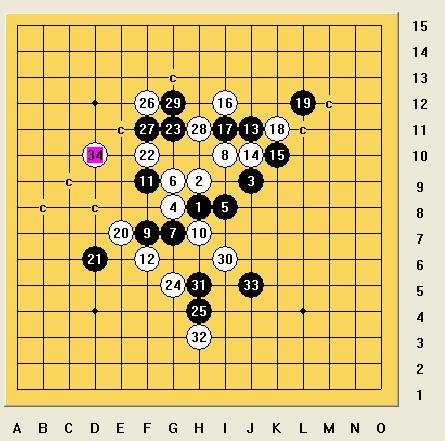 15
14
c 13
26 29 16 19 c 12
c 27 23 28 17 13 18 c 11
34 22 8 14 15 10
c 11 6 2 3 9
c c 4 1 5 8
20 9 7 10 7
21 12 30 6
24 31 33 5
25 4
32 3
2
1
A B C D E F G H I J K L M N O